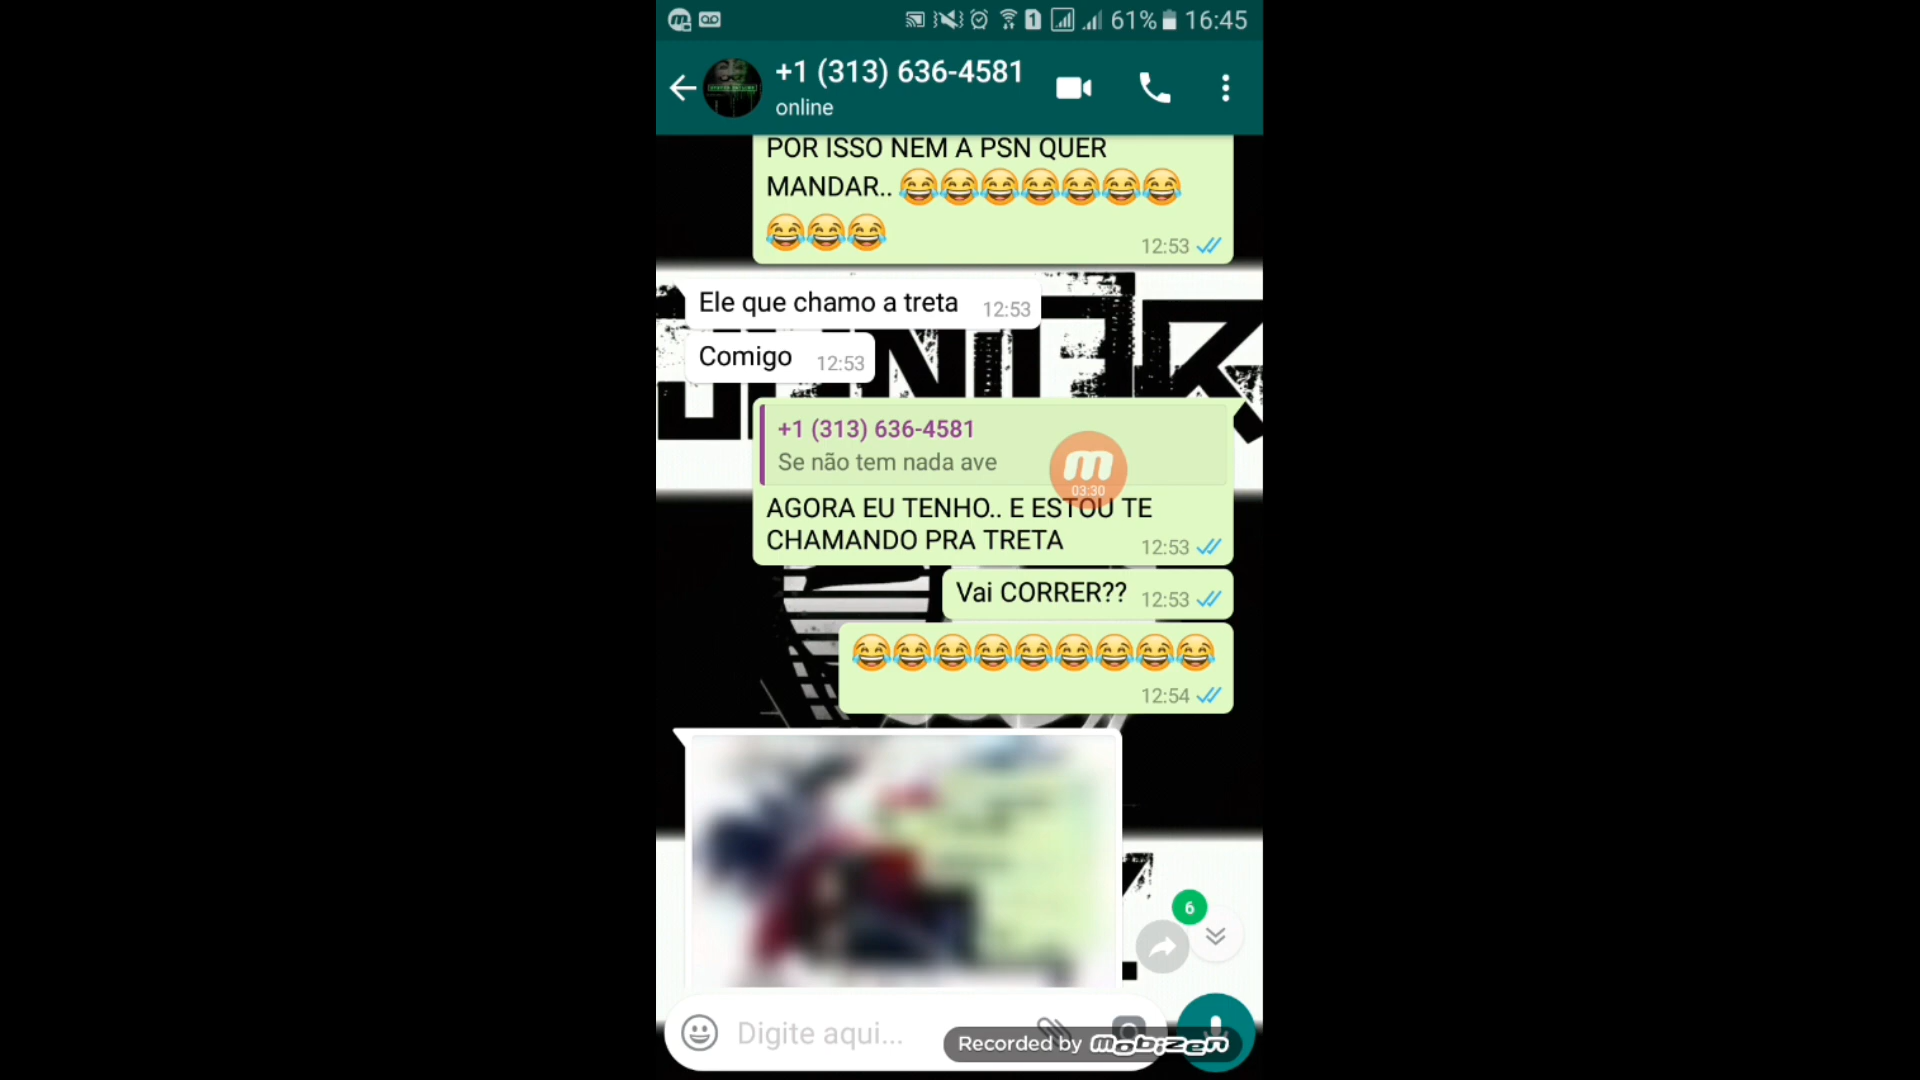 61% 16:45
+1 (313) 636-4581
online
POR ISSO NEM A PSN QUER
MANDAR.. 😂😂😂😂😂😂😂
😂😂😂
12:53
Ele que chamo a treta 12:53
Comigo 12:53
+1 (313) 636-4581
Se não tem nada ave
03:30
AGORA EU TENHO.. E ESTOU TE
CHAMANDO PRA TRETA 12:53
Vai CORRER?? 12:53
😂😂😂😂😂😂😂😂😂
12:54
6
Digite aqui...
Recorded by mobizen